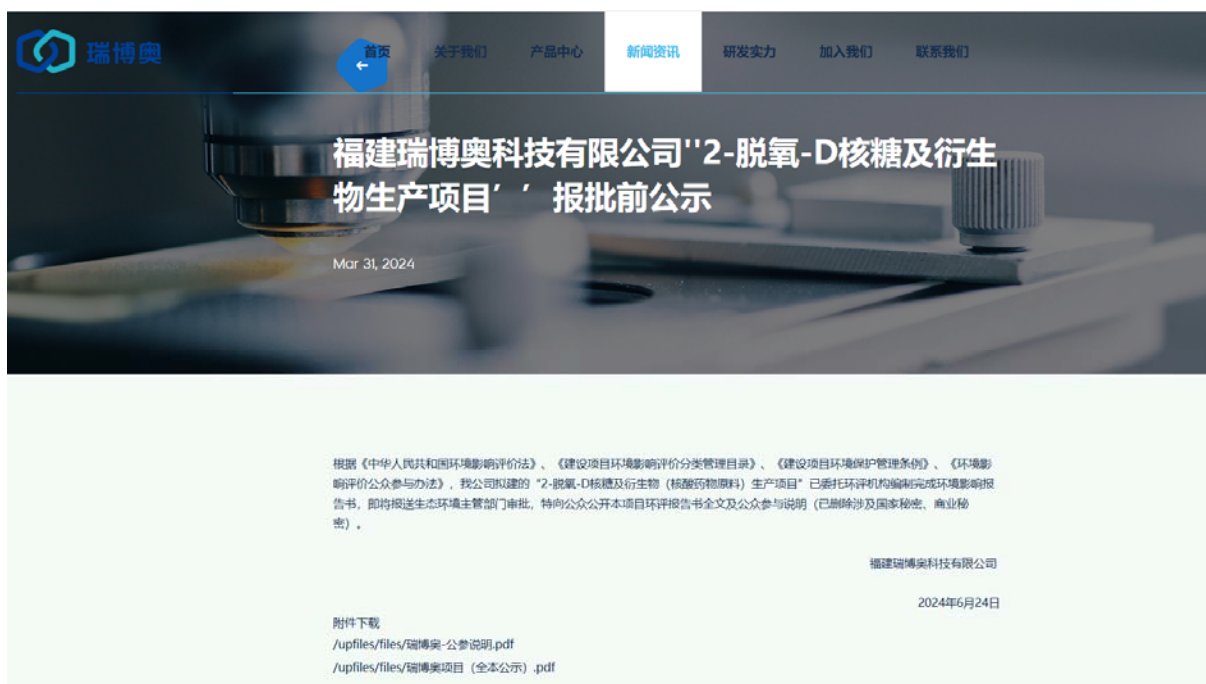 瑞博奥
首页 关于我们 产品中心 新闻资讯 研发实力 加入我们 联系我们
福建瑞博奥科技有限公司''2-脱氧-D核糖及衍生
物生产项目’’报批前公示
Mar 31, 2024
根据《中华人民共和国环境影响评价法》、《建设项目环境影响评价分类管理目录》、《建设项目环境保护管理条例》、《环境影
响评价公众参与办法》，我公司拟建的“2-脱氧-D核糖及衍生物（核酸药物原料）生产项目”已委托环评机构编制完成环境影响报
告书，即将报送生态环境主管部门审批，特向公众公开本项目环评报告书全文及公众参与说明（已删除涉及国家秘密、商业秘
密）。
福建瑞博奥科技有限公司
2024年6月24日
附件下载
/upfiles/files/瑞博奥-公参说明.pdf
/upfiles/files/瑞博奥项目（全本公示）.pdf